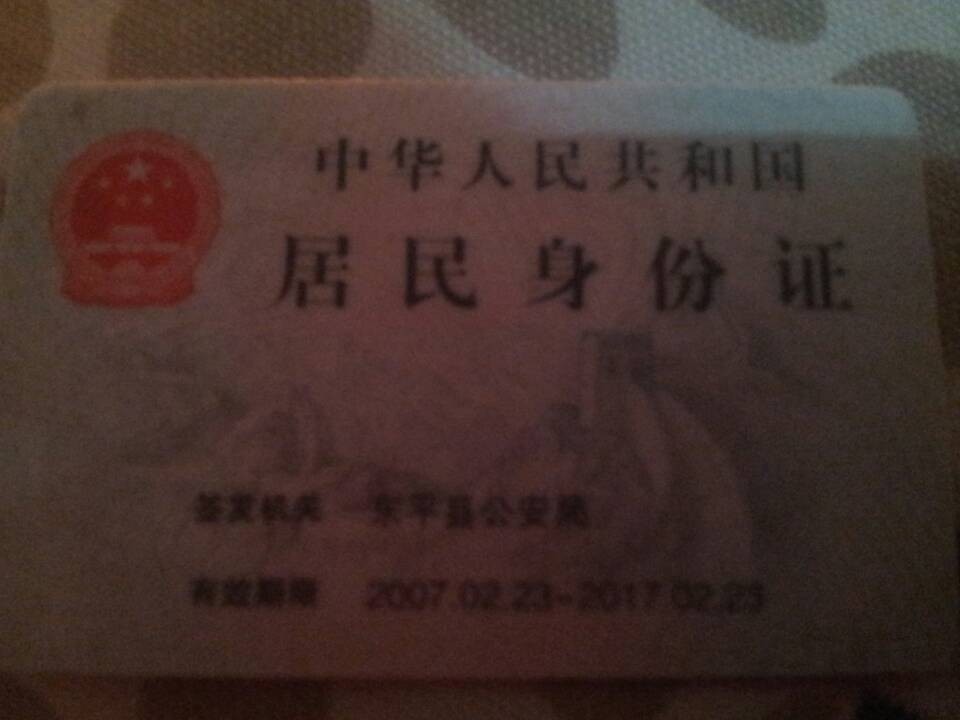 中华人民共和国
居民身份证
签发机关 东平县公安局
有效期限 2007.02.23-2017.02.23